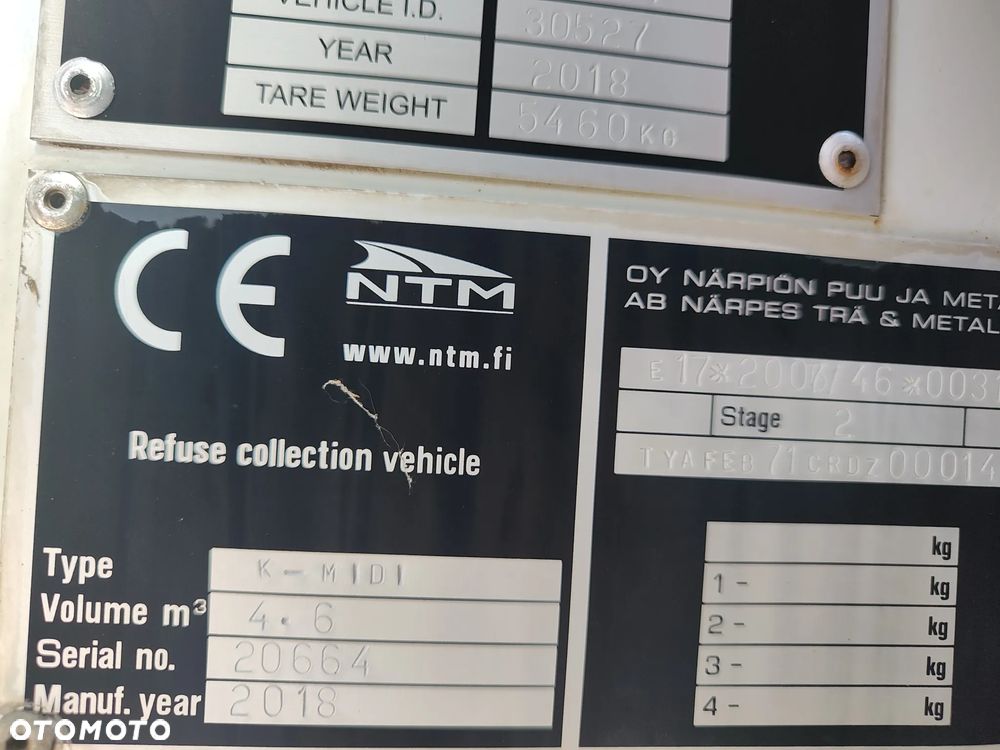 VEHICLE I.D. 30527
YEAR 2018
TARE WEIGHT 5460 KG
CE NTM
www.ntm.fi
Refuse collection vehicle
Type K-MIDI
Volume m³ 4.6
Serial no. 20664
Manuf. year 2018
OY NÄRPIÖN PUU JA META
AB NÄRPES TRÄ & METAL
Stage 2
TYAFEB71CRDZ00014
kg
1- kg
2- kg
3- kg
4- kg
OTOMOTO